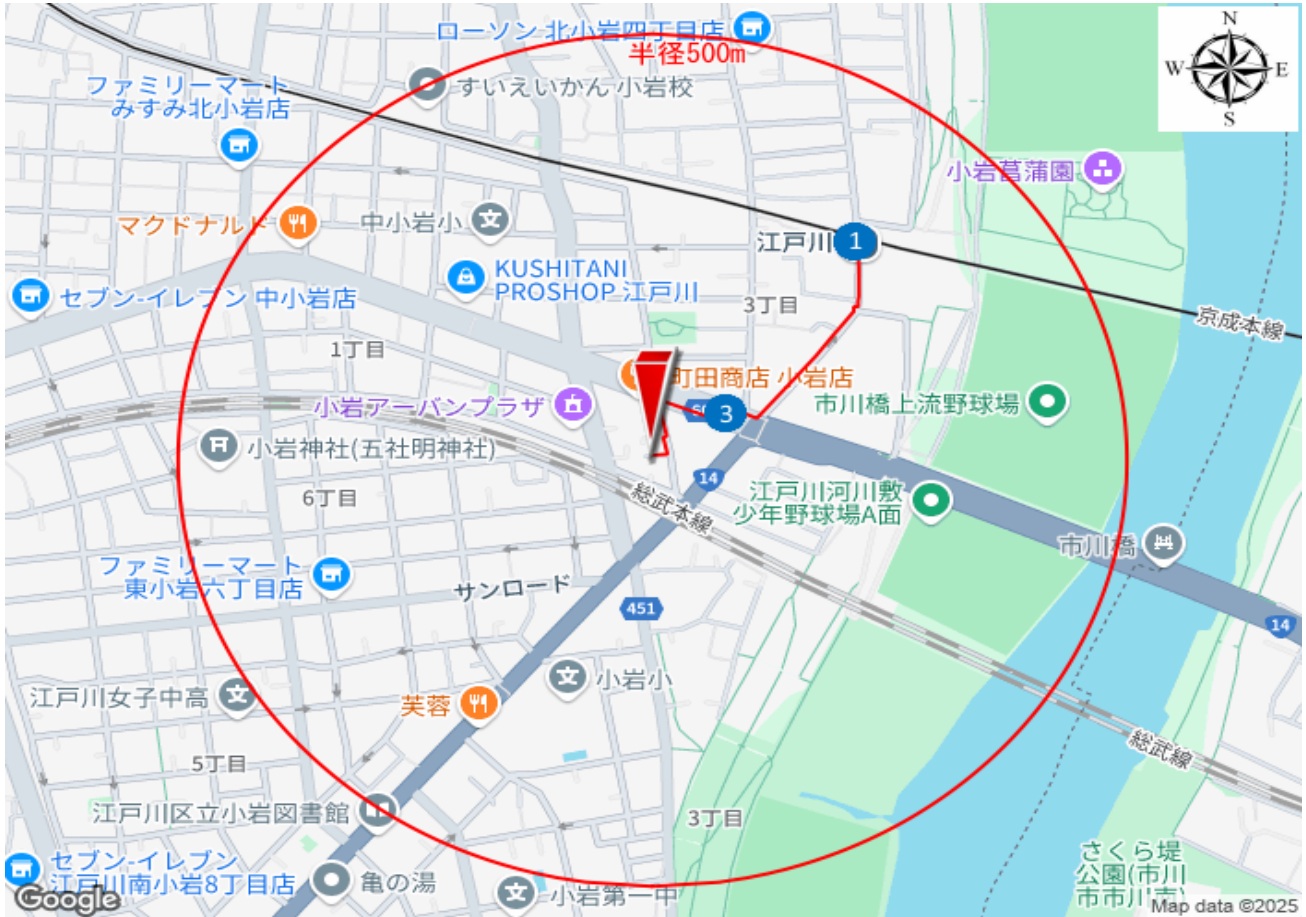 ローソン 北小岩四丁目店
半径500m
N
W
E
S
ファミリーマート
みすみ北小岩店
すいえいかん 小岩校
小岩菖蒲園
マクドナルド
中小岩小
江戸川
1
KUSHITANI
PROSHOP 江戸川
セブン-イレブン 中小岩店
3丁目
京成本線
1丁目
町田商店 小岩店
小岩アーバンプラザ
3
市川橋上流野球場
小岩神社(五社明神社)
14
6丁目
総武本線
江戸川河川敷
少年野球場A面
市川橋
ファミリーマート
東小岩六丁目店
サンロード
451
14
江戸川女子中高
小岩小
芙蓉
総武線
5丁目
江戸川区立小岩図書館
3丁目
セブン-イレブン
江戸川南小岩8丁目店
亀の湯
小岩第一中
さくら堤
公園(市川
市市川南)
Google
Map data ©2025